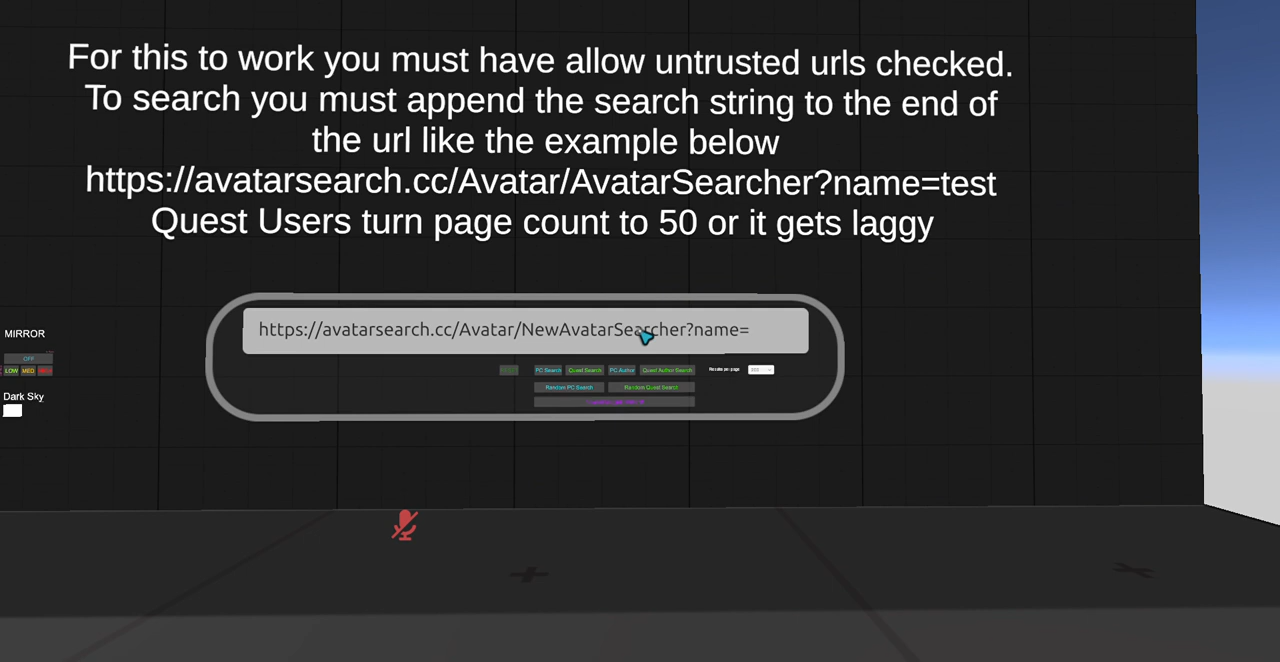 For this to work you must have allow untrusted urls checked.
To search you must append the search string to the end of
the url like the example below
https://avatarsearch.cc/Avatar/AvatarSearcher?name=test
Quest Users turn page count to 50 or it gets laggy
https://avatarsearch.cc/Avatar/NewAvatarSearcher?name=
MIRROR
OFF
LOW MED
Dark Sky
PC Search Quest Search PC Author Quest Author Search Results per page
Random PC Search Random Quest Search